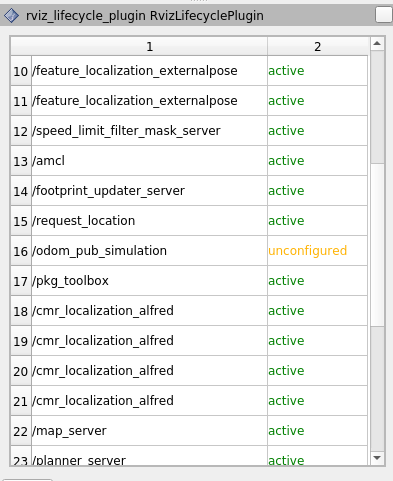 rviz_lifecycle_plugin RvizLifecyclePlugin
1 2
10 /feature_localization_externalpose active
11 /feature_localization_externalpose active
12 /speed_limit_filter_mask_server active
13 /amcl active
14 /footprint_updater_server active
15 /request_location active
16 /odom_pub_simulation unconfigured
17 /pkg_toolbox active
18 /cmr_localization_alfred active
19 /cmr_localization_alfred active
20 /cmr_localization_alfred active
21 /cmr_localization_alfred active
22 /map_server active
23 /planner_server active